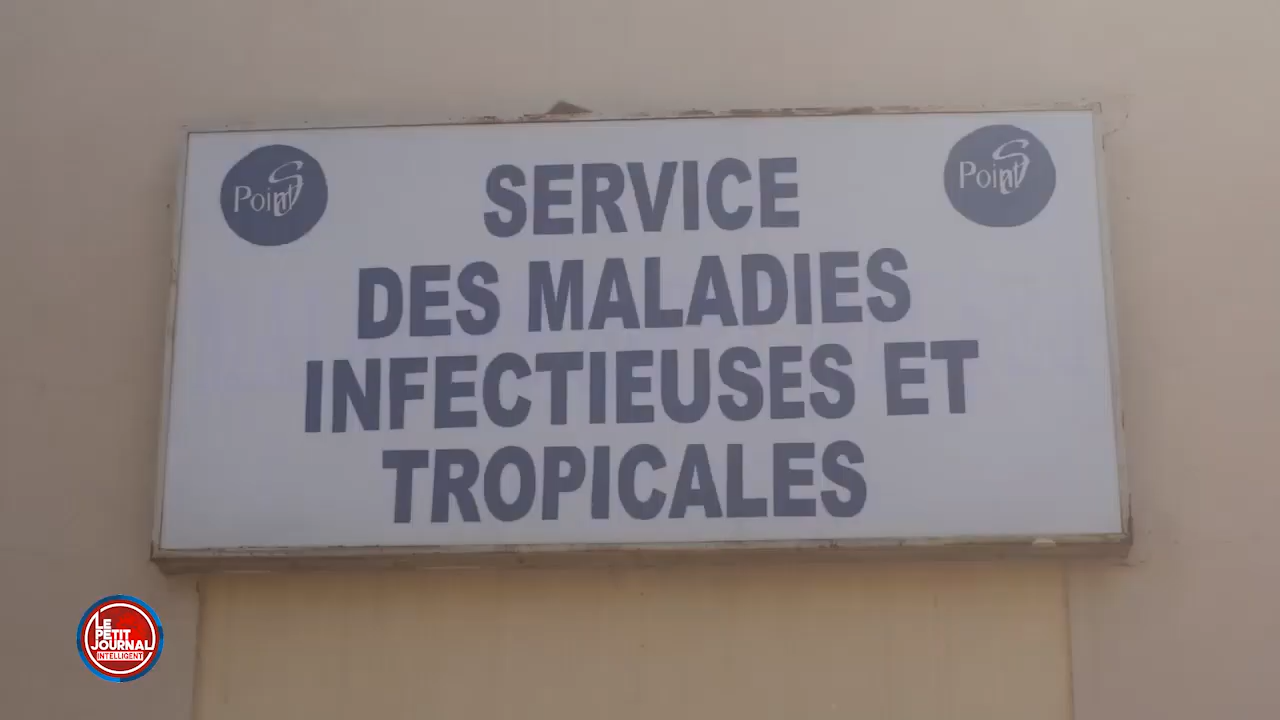 Point S
Point S
SERVICE
DES MALADIES
INFECTIEUSES ET
TROPICALES
LE
PETIT
JOURNAL
INTELLIGENT